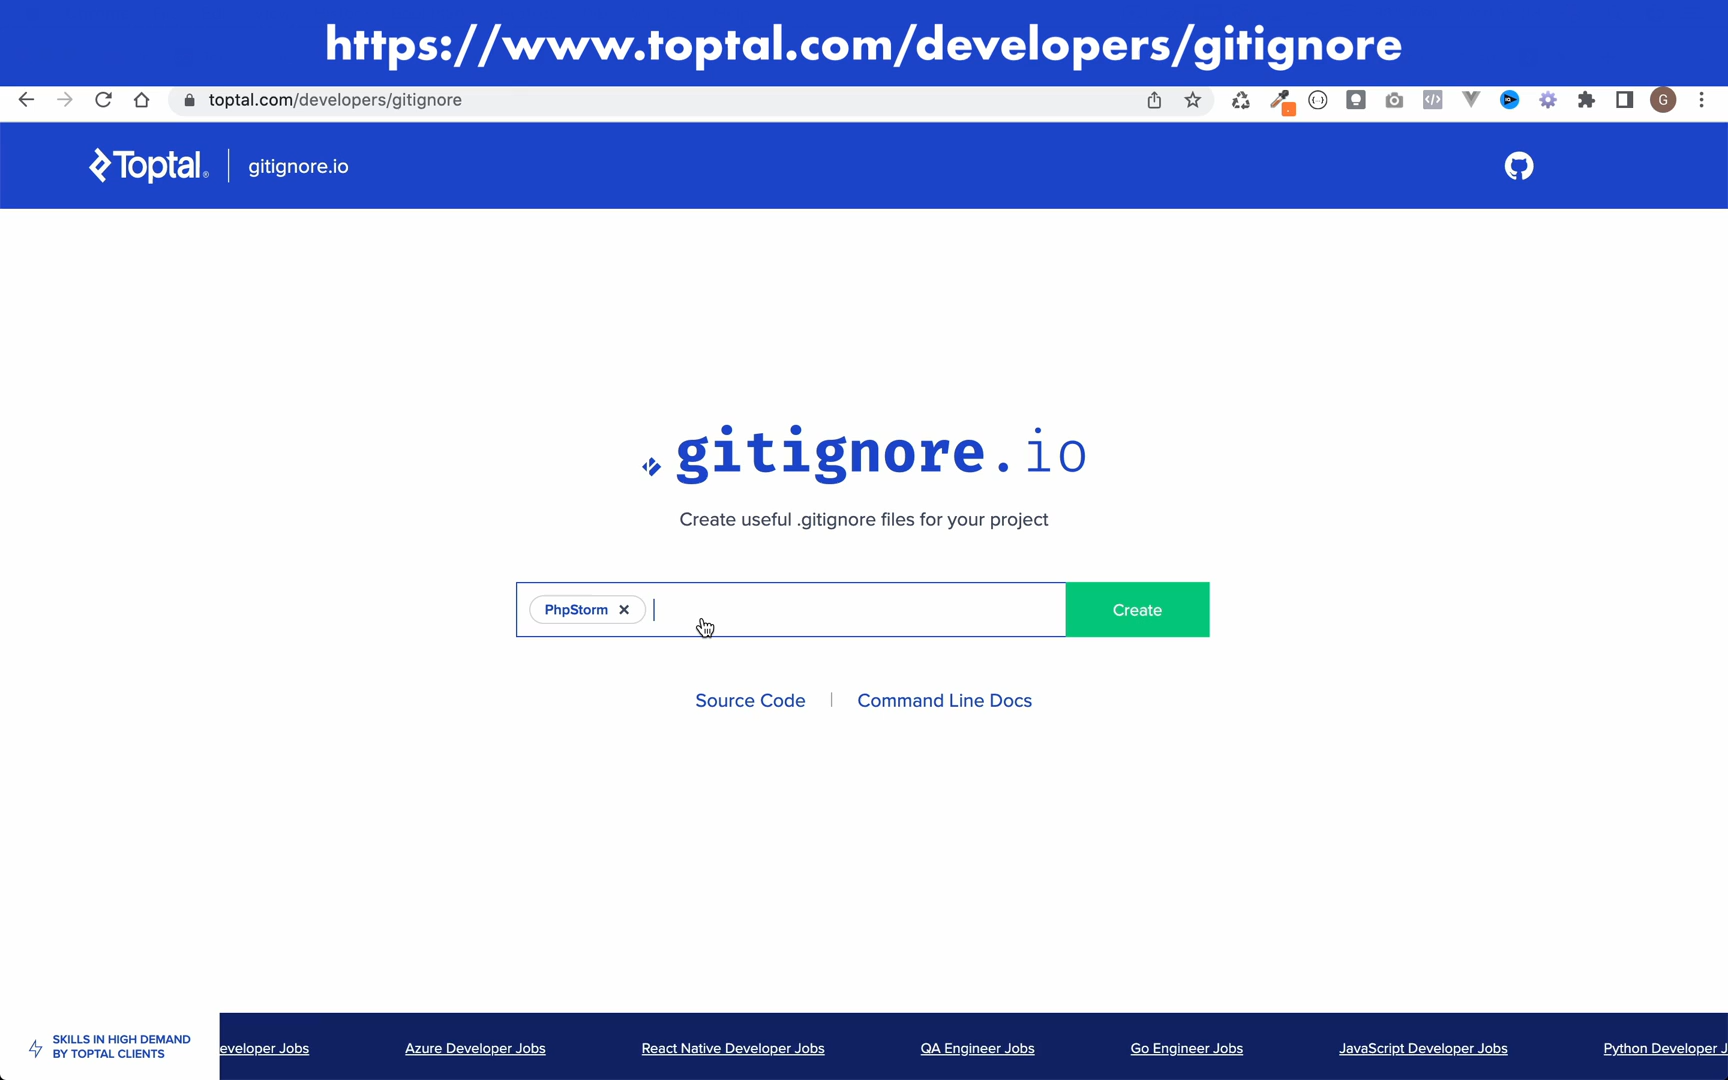 https://www.toptal.com/developers/gitignore
toptal.com/developers/gitignore
G
Toptal®
gitignore.io
gitignore.io
Create useful .gitignore files for your project
PhpStorm
Create
Source Code
Command Line Docs
SKILLS IN HIGH DEMAND
BY TOPTAL CLIENTS
eveloper Jobs
Azure Developer Jobs
React Native Developer Jobs
QA Engineer Jobs
Go Engineer Jobs
JavaScript Developer Jobs
Python Developer J